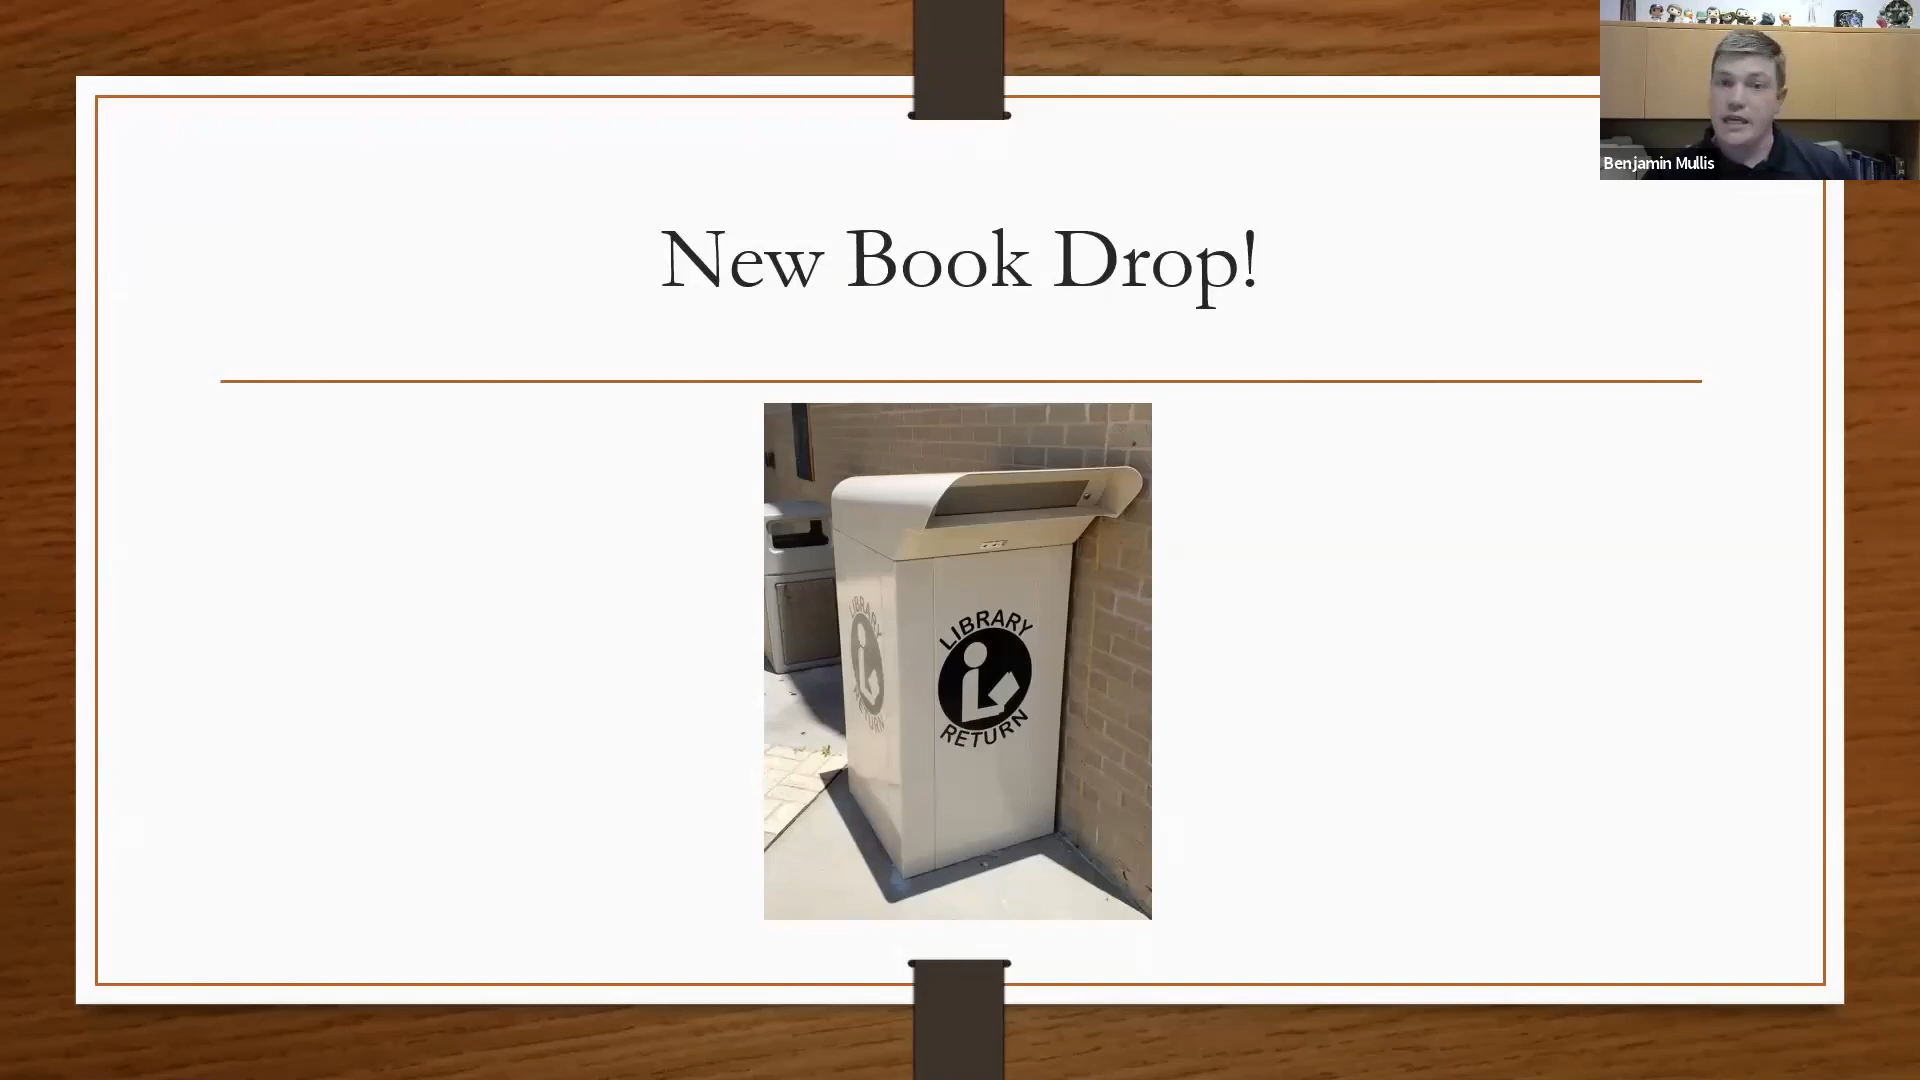 New Book Drop!
Benjamin Mullis
LIBRARY
RETURN
LIBRARY
RETURN